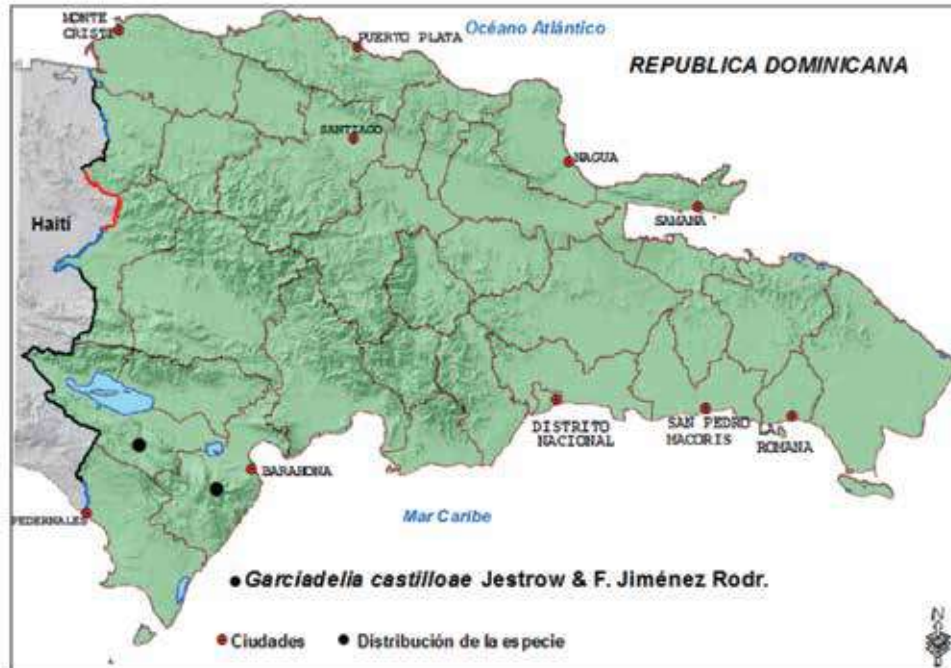 MONTE
CRISTI
PUERTO PLATA
Océano Atlántico
REPUBLICA DOMINICANA
SANTIAGO
NAGUA
SAMANA
Haití
DISTRITO
NACIONAL
SAN PEDRO
MACORIS
LA
ROMANA
BARAHONA
PEDERNALES
Mar Caribe
Garciadelia castilloae Jestrow & F. Jiménez Rodr.
Ciudades
Distribución de la especie
N